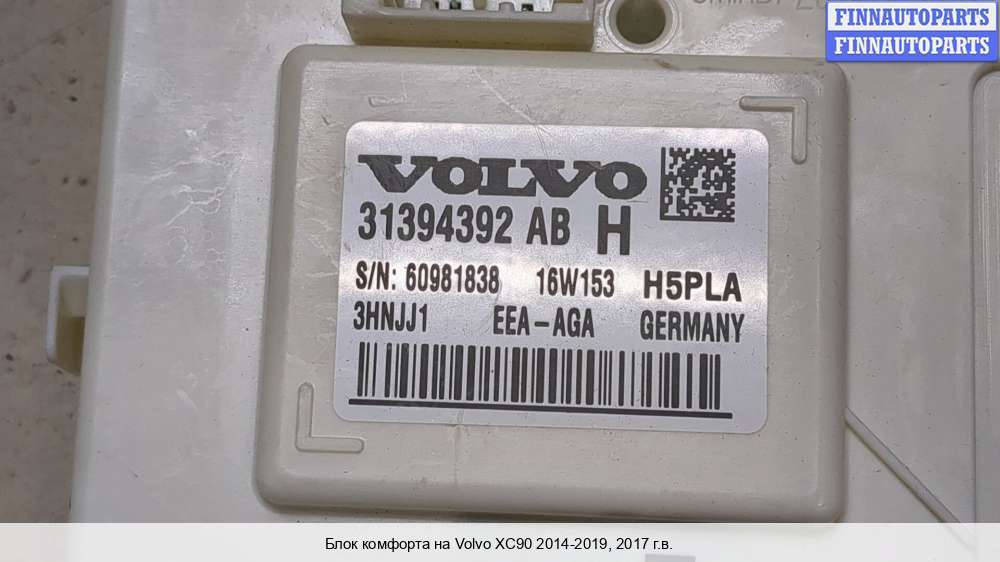 FINNAUTOPARTS
FINNAUTOPARTS
VOLVO
31394392 AB H
S/N: 60981838 16W153 H5PLA
3HNJJ1 EEA-AGA GERMANY
Блок комфорта на Volvo XC90 2014-2019, 2017 г.в.